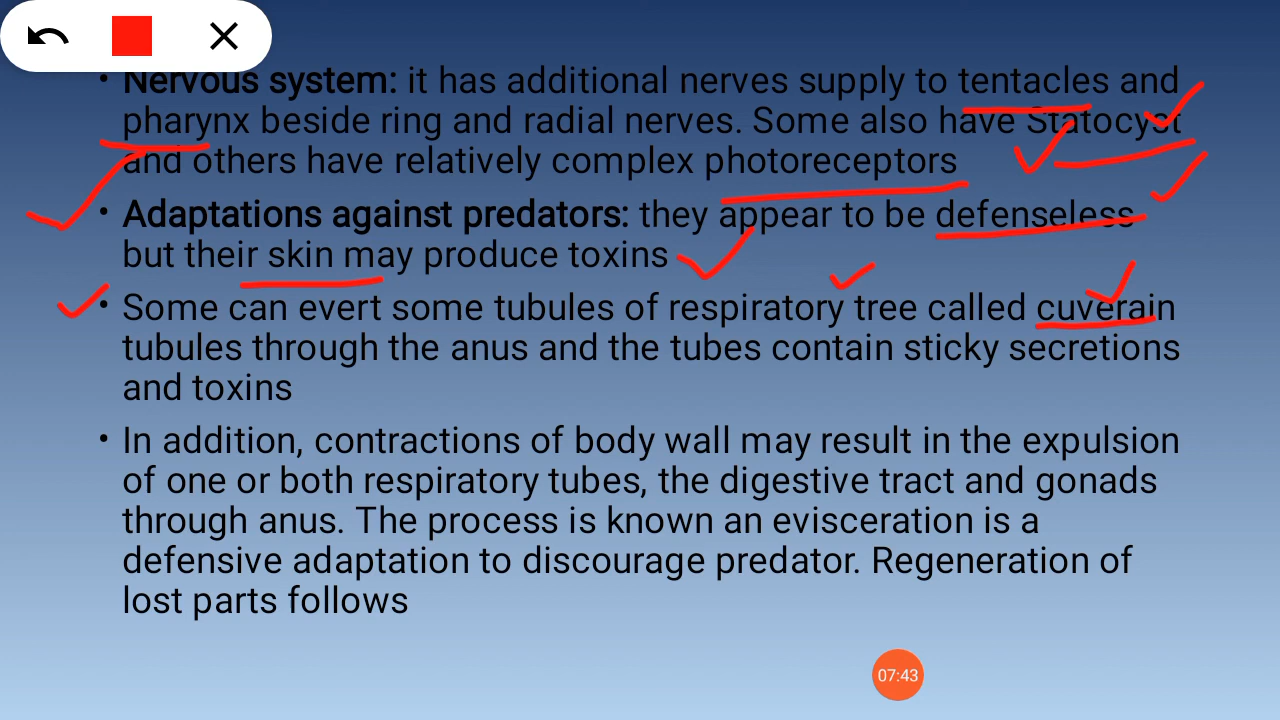 • Nervous system: it has additional nerves supply to tentacles and
pharynx beside ring and radial nerves. Some also have Statocyst
and others have relatively complex photoreceptors
• Adaptations against predators: they appear to be defenseless
but their skin may produce toxins
• Some can evert some tubules of respiratory tree called cuverain
tubules through the anus and the tubes contain sticky secretions
and toxins
• In addition, contractions of body wall may result in the expulsion
of one or both respiratory tubes, the digestive tract and gonads
through anus. The process is known an evisceration is a
defensive adaptation to discourage predator. Regeneration of
lost parts follows
07:43